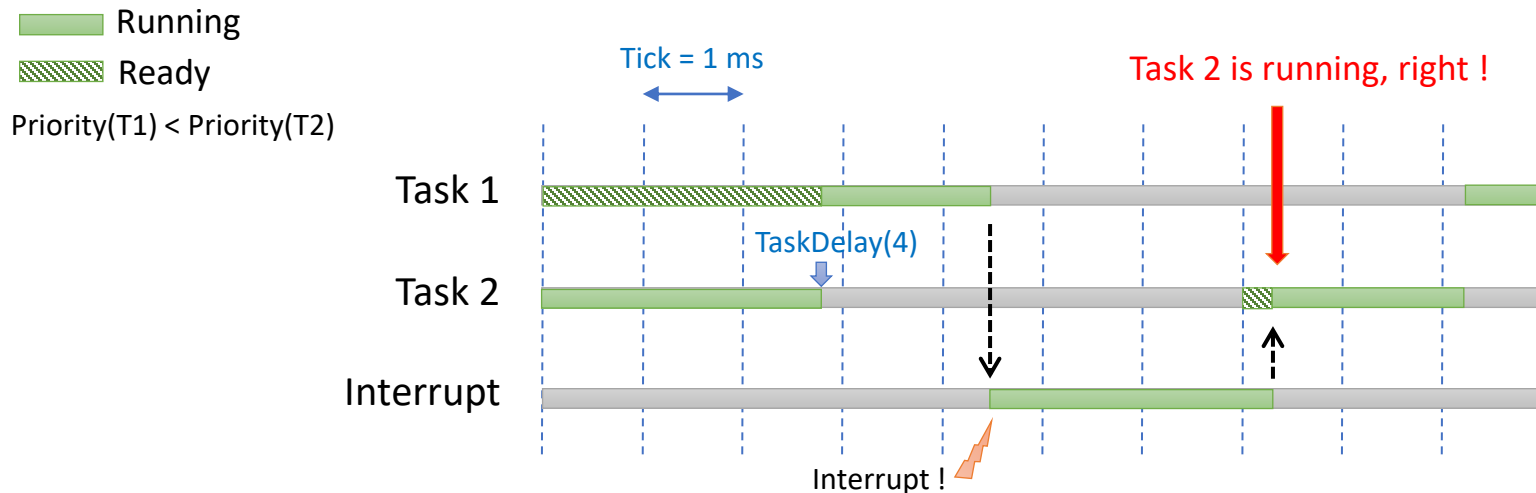 Running
Ready
Priority(T1) < Priority(T2)
Tick = 1 ms
Task 2 is running, right !
Task 1
TaskDelay(4)
Task 2
Interrupt
Interrupt !